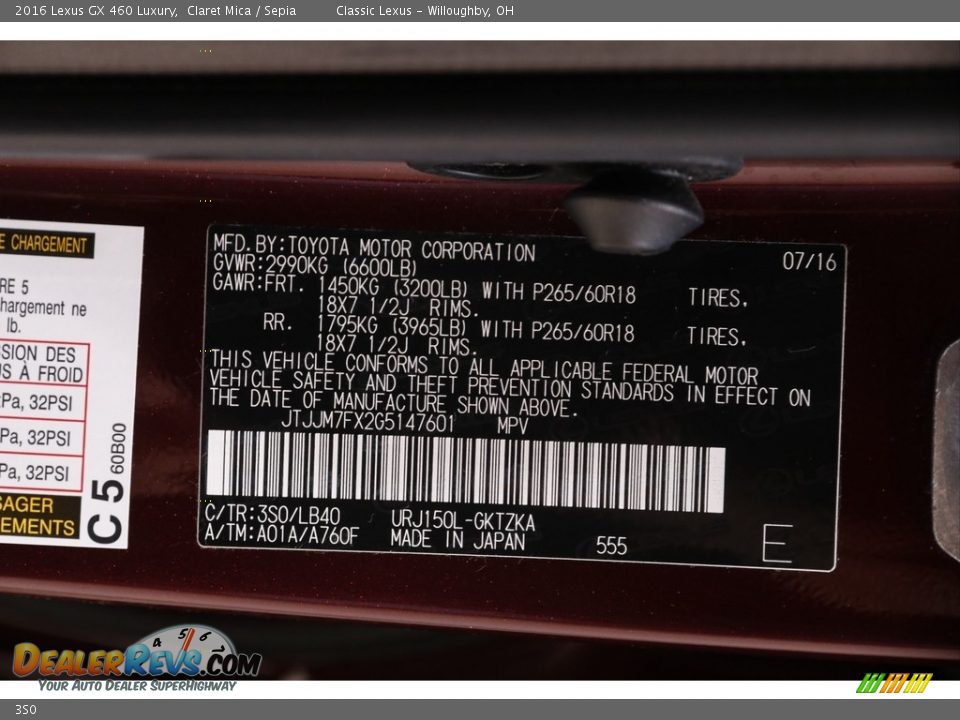 2016 Lexus GX 460 Luxury,  Claret Mica / Sepia        Classic Lexus - Willoughby, OH
E CHARGEMENT
RE 5
hargement ne
lb.
SION DES
US À FROID
Pa, 32PSI
Pa, 32PSI
Pa, 32PSI
SAGER
EMENTS
C 5
60B00
MFD. BY:TOYOTA MOTOR CORPORATION 07/16
GVWR:2990KG (6600LB)
GAWR:FRT. 1450KG (3200LB) WITH P265/60R18 TIRES,
18X7 1/2J RIMS.
RR. 1795KG (3965LB) WITH P265/60R18 TIRES,
18X7 1/2J RIMS.
THIS VEHICLE CONFORMS TO ALL APPLICABLE FEDERAL MOTOR
VEHICLE SAFETY AND THEFT PREVENTION STANDARDS IN EFFECT ON
THE DATE OF MANUFACTURE SHOWN ABOVE.
JTJJM7FX2G5147601 MPV
C/TR:3S0/LB40 URJ150L-GKTZKA
A/TM:A01A/A760F MADE IN JAPAN 555 E
4 5 6
DEALERREVS.COM
YOUR AUTO DEALER SUPERHIGHWAY
3S0